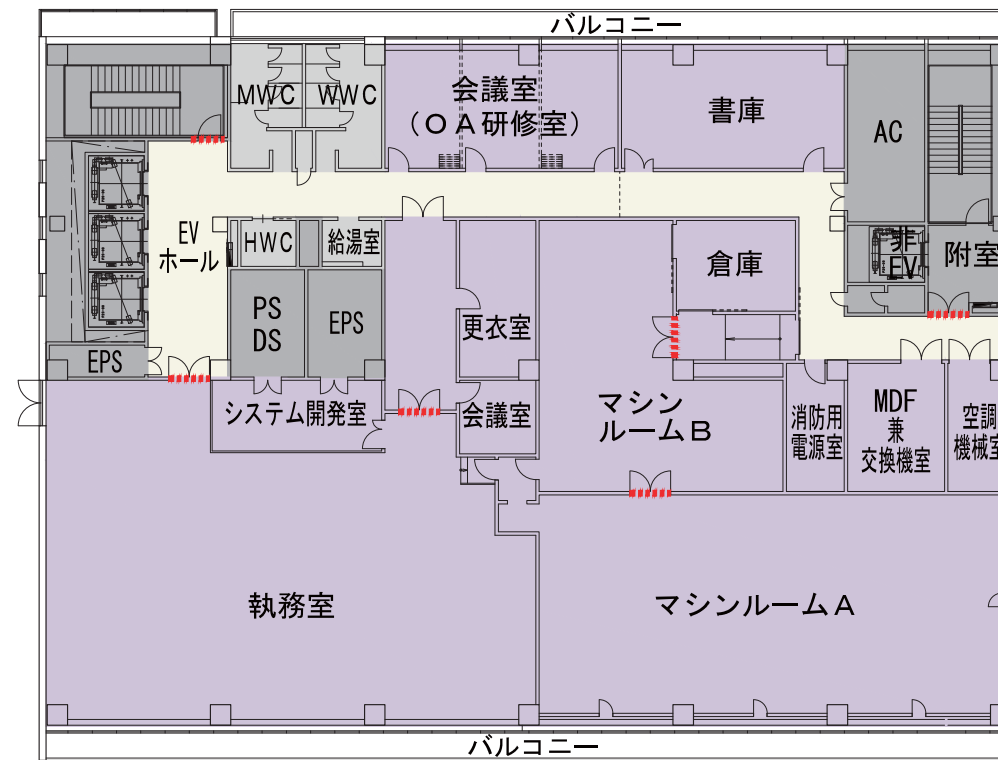 バルコニー
MWC
WWC
会議室
（ＯＡ研修室）
書庫
AC
EV
ホール
HWC
給湯室
倉庫
非
EV
附室
PS
DS
EPS
更衣室
EPS
システム開発室
会議室
マシン
ルームＢ
消防用
電源室
MDF
兼
交換機室
空調
機械室
執務室
マシンルームＡ
バルコニー